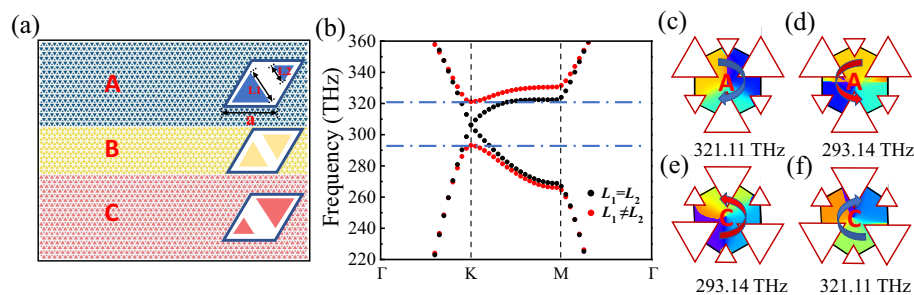 (a)
A
B
C
L1
L2
a
(b)
Frequency (THz)
360
340
320
300
280
260
240
220
Γ
K
M
Γ
L₁=L₂
L₁≠L₂
(c)
A
321.11 THz
(d)
A
293.14 THz
(e)
C
293.14 THz
(f)
C
321.11 THz